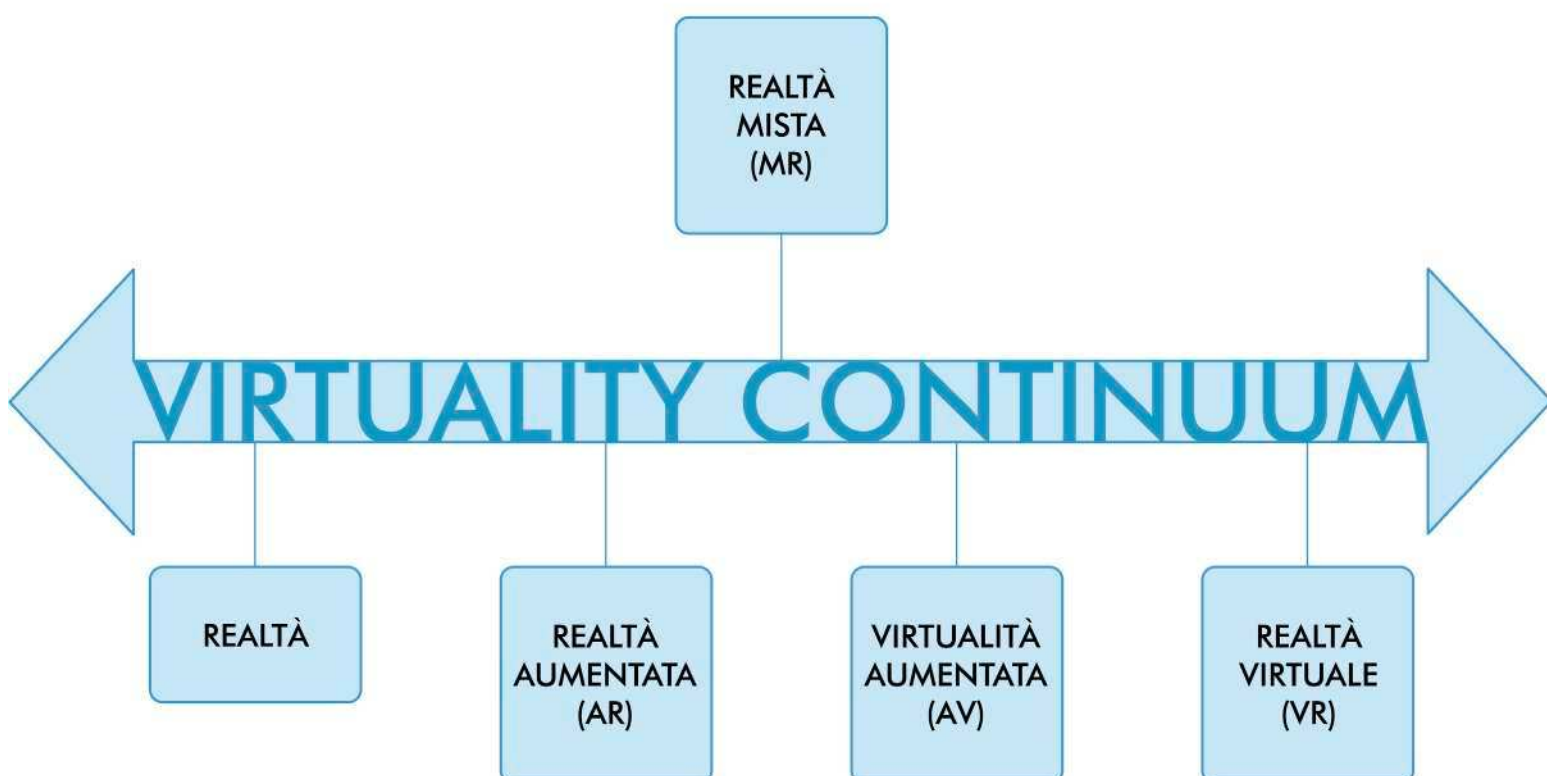 REALTÀ
MISTA
(MR)
VIRTUALITY CONTINUUM
REALTÀ
REALTÀ
AUMENTATA
(AR)
VIRTUALITÀ
AUMENTATA
(AV)
REALTÀ
VIRTUALE
(VR)